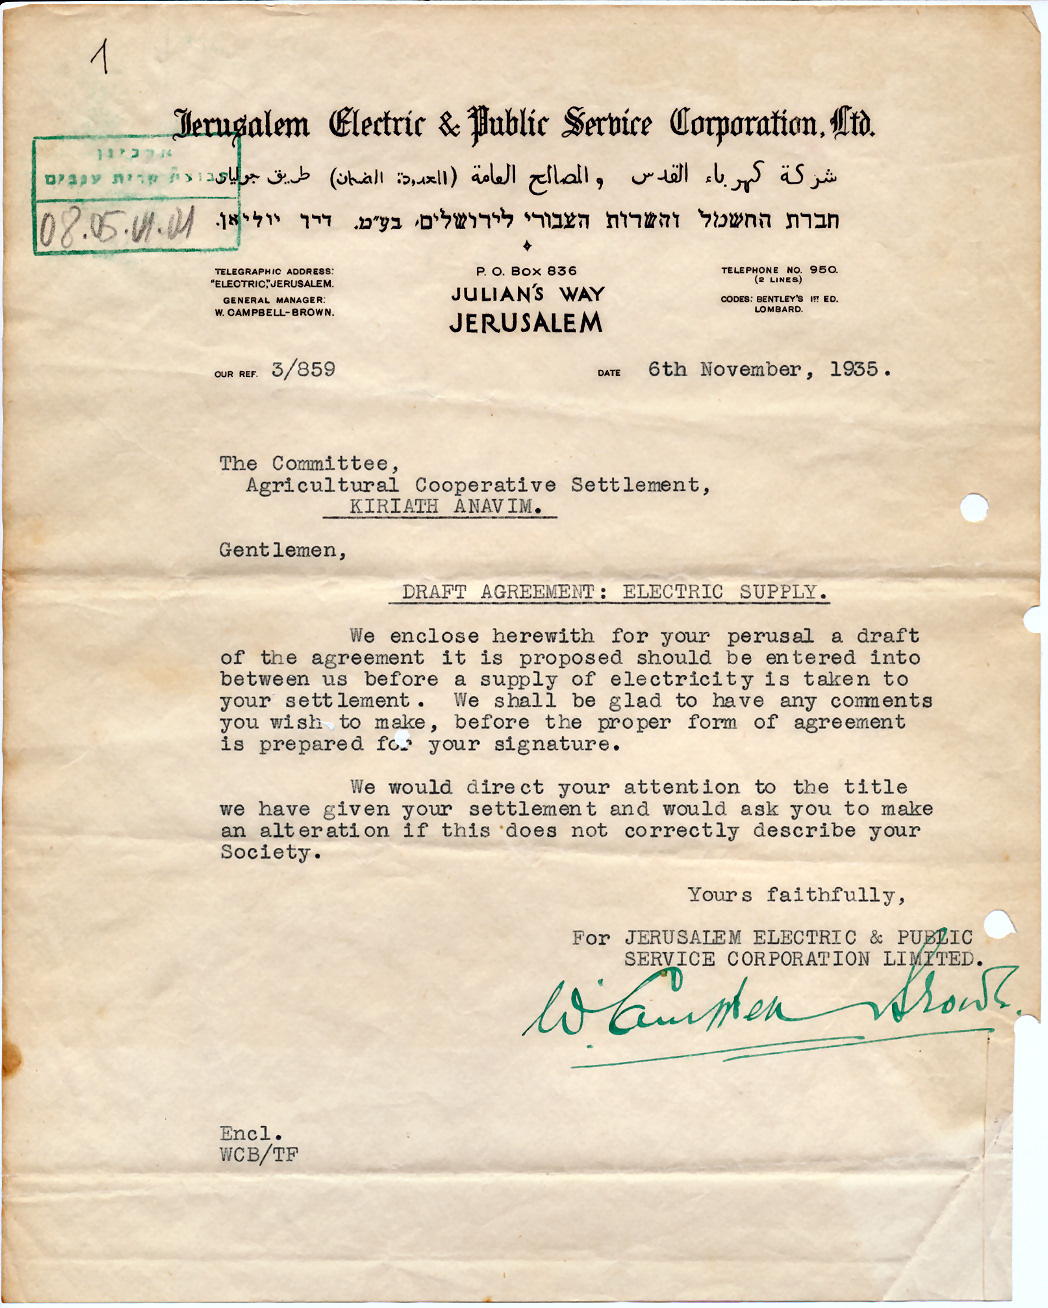 1
Jerusalem Electric & Public Service Corporation, Ltd.
ארכיון
קבוצת קרית ענבים
08.05.01.01
شركة كهرباء القدس والمصالح العامة (المحدودة الضمان) طريق جوليان
חברת החשמל והשרות הצבורי לירושלים, בע״מ. דרך יוליאן.
TELEGRAPHIC ADDRESS:
"ELECTRIC," JERUSALEM.
GENERAL MANAGER:
W. CAMPBELL-BROWN.
P. O. BOX 836
JULIAN'S WAY
JERUSALEM
TELEPHONE NO. 950.
(2 LINES)
CODES: BENTLEY'S 1ST ED.
LOMBARD.
OUR REF. 3/859
DATE 6th November, 1935.
The Committee,
Agricultural Cooperative Settlement,
KIRIATH ANAVIM.
Gentlemen,
DRAFT AGREEMENT: ELECTRIC SUPPLY.
We enclose herewith for your perusal a draft
of the agreement it is proposed should be entered into
between us before a supply of electricity is taken to
your settlement. We shall be glad to have any comments
you wish to make, before the proper form of agreement
is prepared for your signature.
We would direct your attention to the title
we have given your settlement and would ask you to make
an alteration if this does not correctly describe your
Society.
Yours faithfully,
For JERUSALEM ELECTRIC & PUBLIC
SERVICE CORPORATION LIMITED.
W. Campbell-Brown.
Encl.
WCB/TF